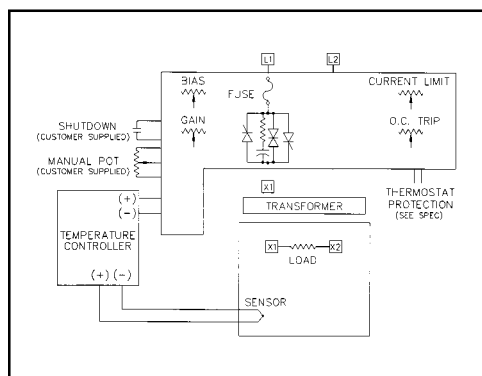 L1
L2
BIAS
CURRENT LIMIT
FUSE
GAIN
O.C. TRIP
SHUTDOWN
(CUSTOMER SUPPLIED)
MANUAL POT
(CUSTOMER SUPPLIED)
X1
THERMOSTAT
PROTECTION
(SEE SPEC)
(+)
(-)
TRANSFORMER
TEMPERATURE
CONTROLLER
X1
X2
LOAD
(+) (-)
SENSOR